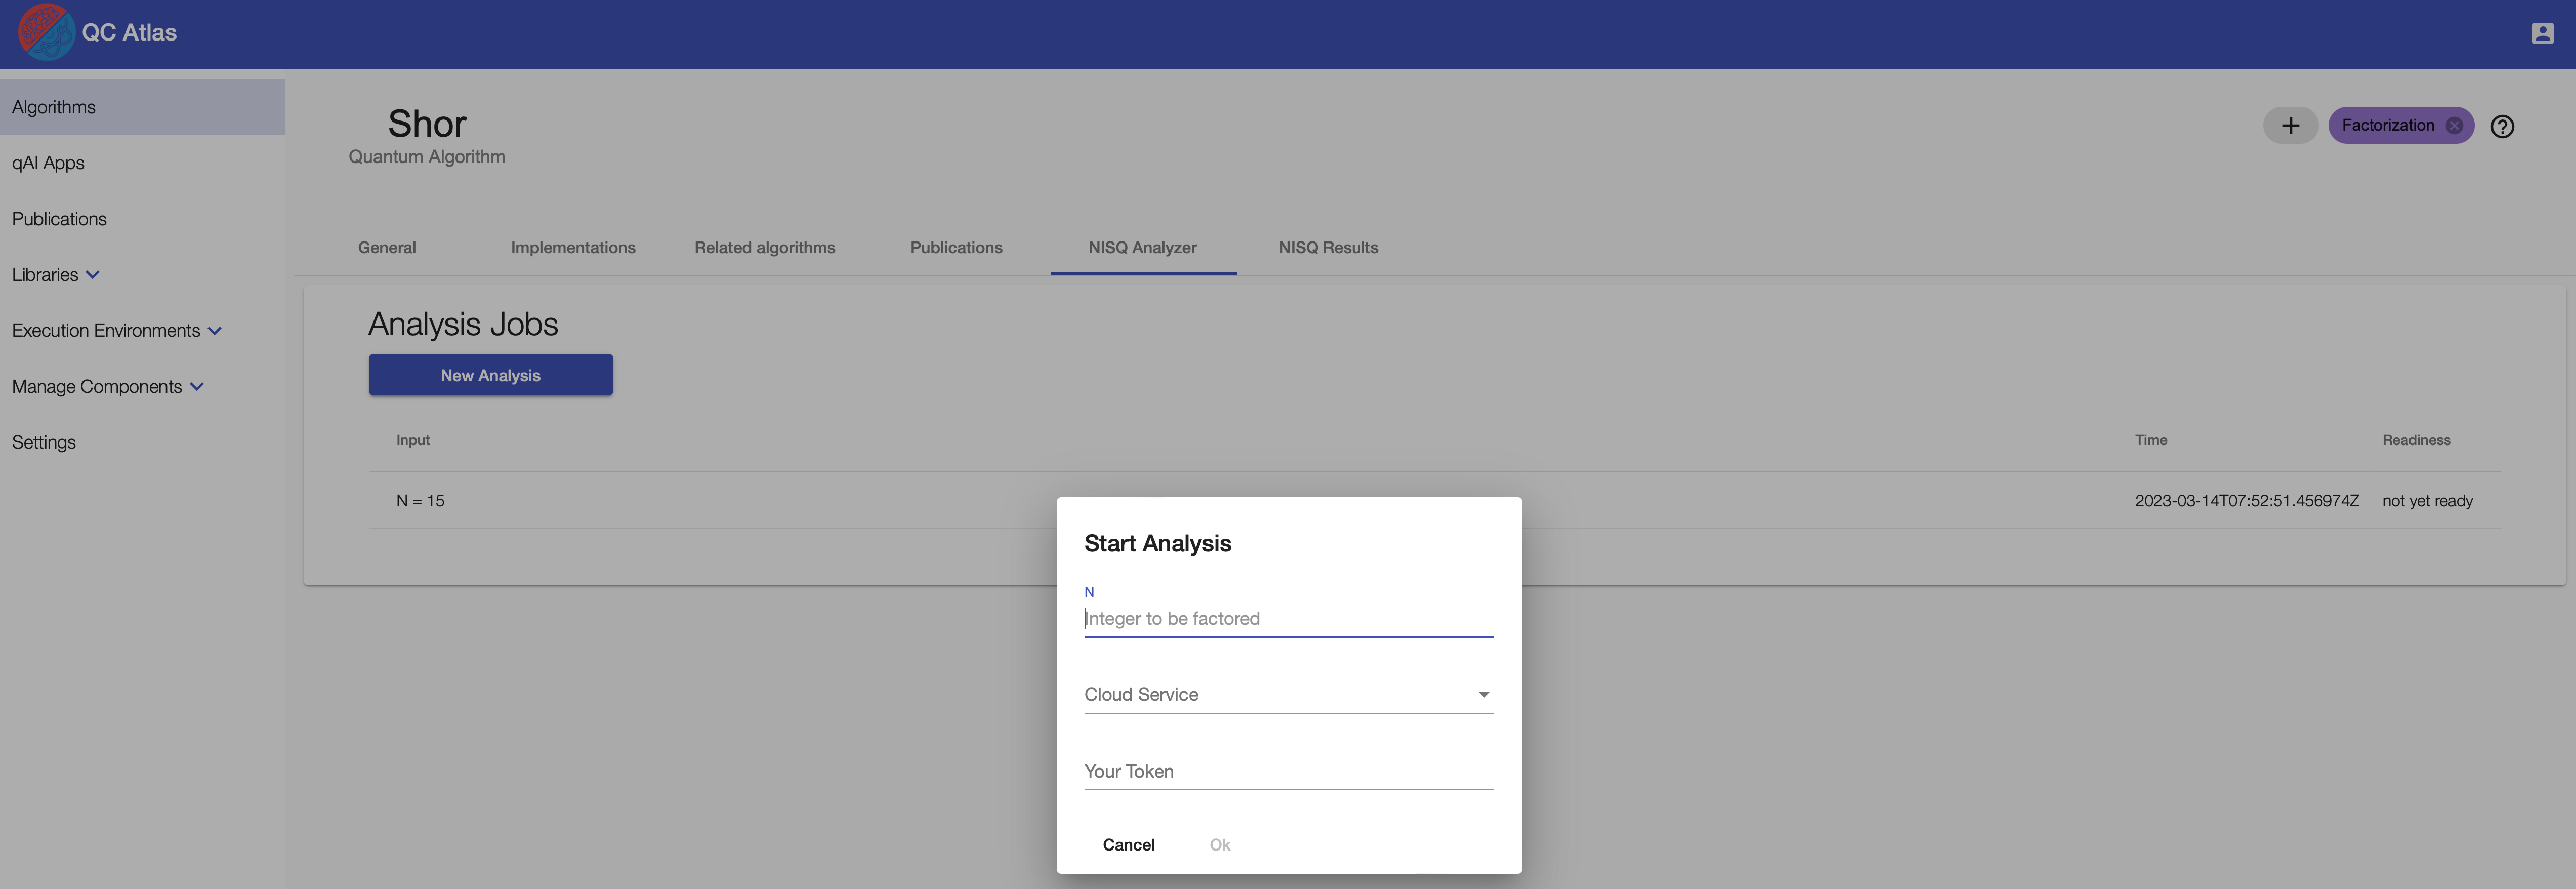 QC Atlas
Algorithms
qAI Apps
Publications
Libraries
Execution Environments
Manage Components
Settings
Shor
Quantum Algorithm
Factorization
General Implementations Related algorithms Publications NISQ Analyzer NISQ Results
Analysis Jobs
New Analysis
Input Time Readiness
N = 15 2023-03-14T07:52:51.456974Z not yet ready
Start Analysis
N
Integer to be factored
Cloud Service
Your Token
Cancel Ok